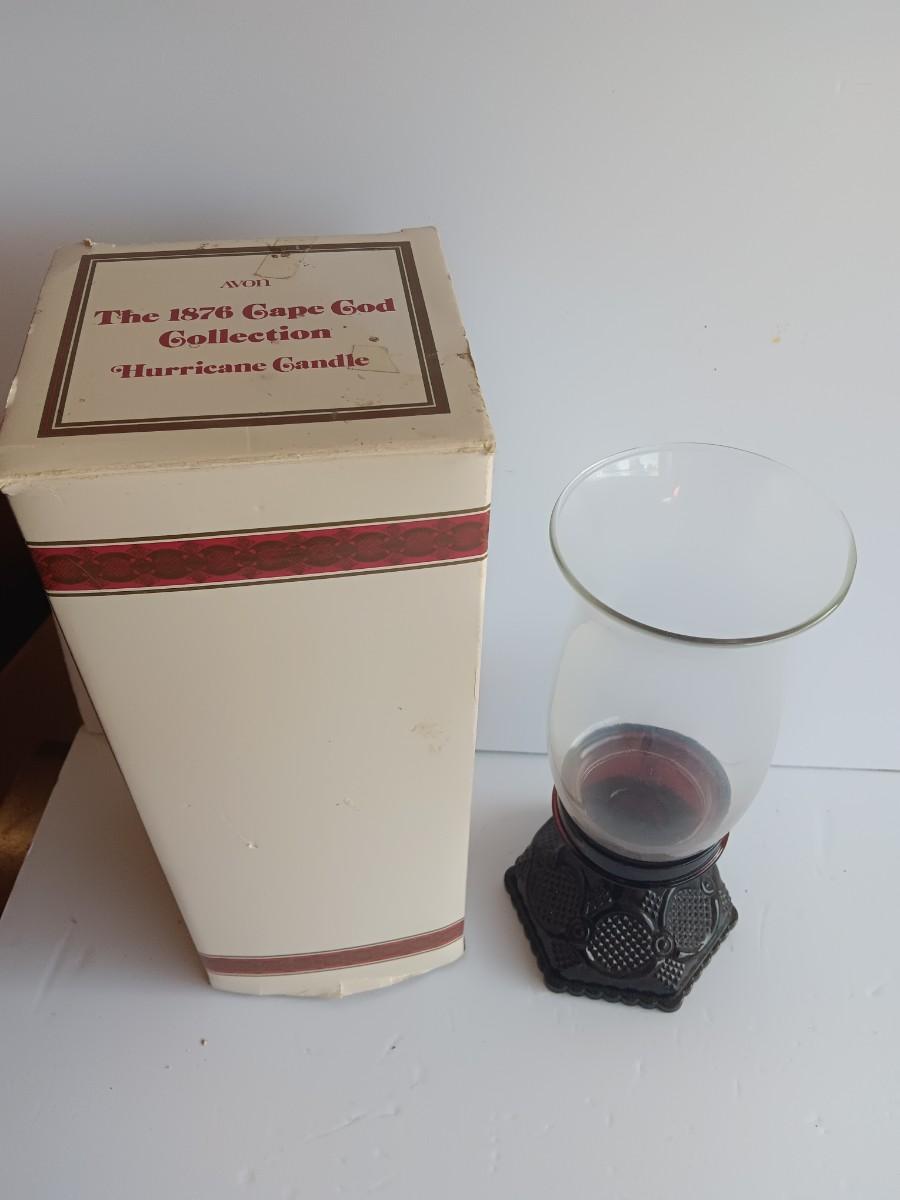 AVON
The 1876 Cape Cod
Collection
Hurricane Candle